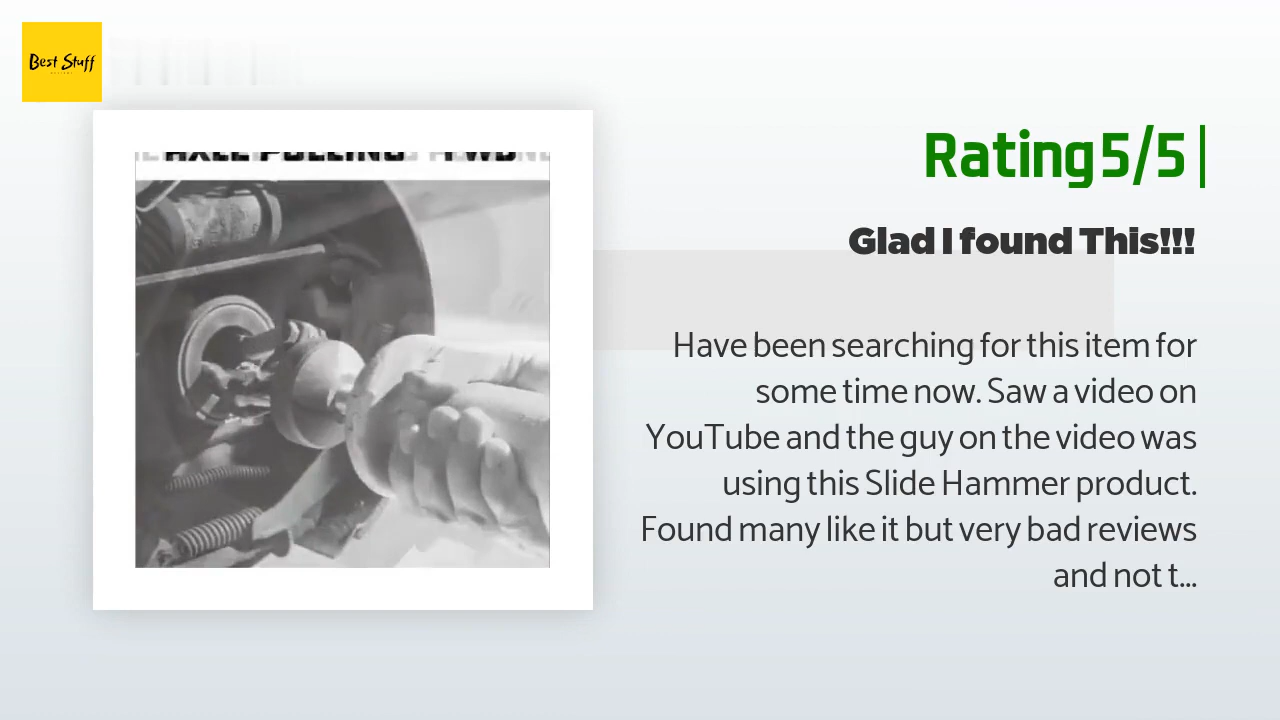 Best Stuff
Rating 5/5
Glad I found This!!!
Have been searching for this item for
some time now. Saw a video on
YouTube and the guy on the video was
using this Slide Hammer product.
Found many like it but very bad reviews
and not t...